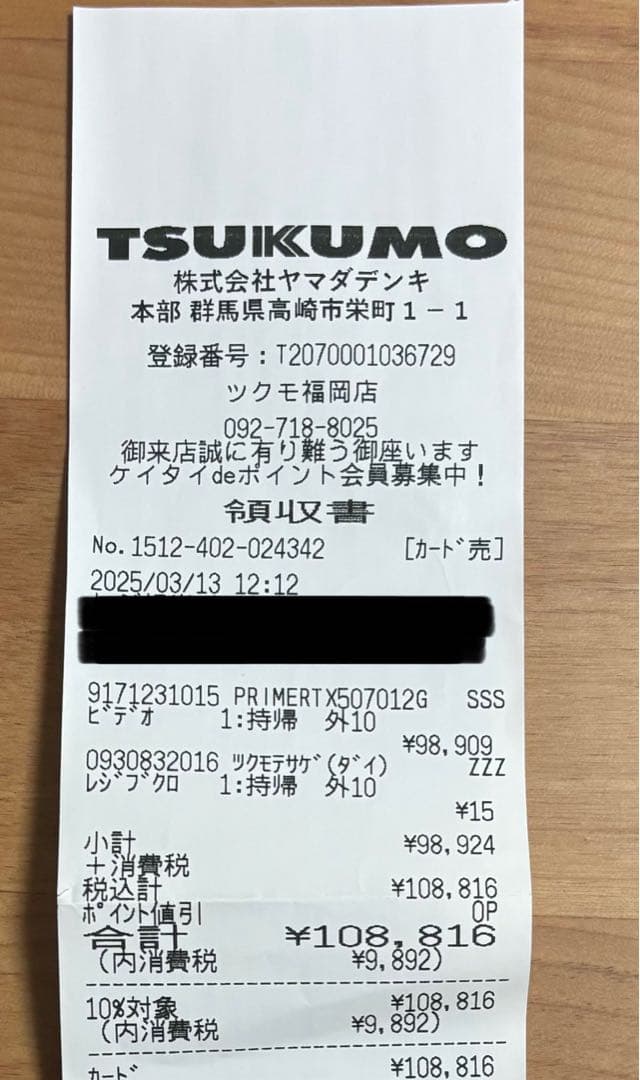 TSUKUMO
株式会社ヤマダデンキ
本部 群馬県高崎市栄町1-1
登録番号:T2070001036729
ツクモ福岡店
092-718-8025
御来店誠に有り難う御座います
ケイタイdeポイント会員募集中!
領収書
No.1512-402-024342 [カード売]
2025/03/13 12:12
9171231015 PRIMERTX507012G SSS
ビデオ 1:持帰 外10
¥98,909
0930832016 ツクモテサゲ(ダイ) ZZZ
レジブクロ 1:持帰 外10
¥15
小計 ¥98,924
+消費税
税込計 ¥108,816
ポイント値引 0P
合計 ¥108,816
(内消費税 ¥9,892)
10%対象 ¥108,816
(内消費税 ¥9,892)
カード ¥108,816